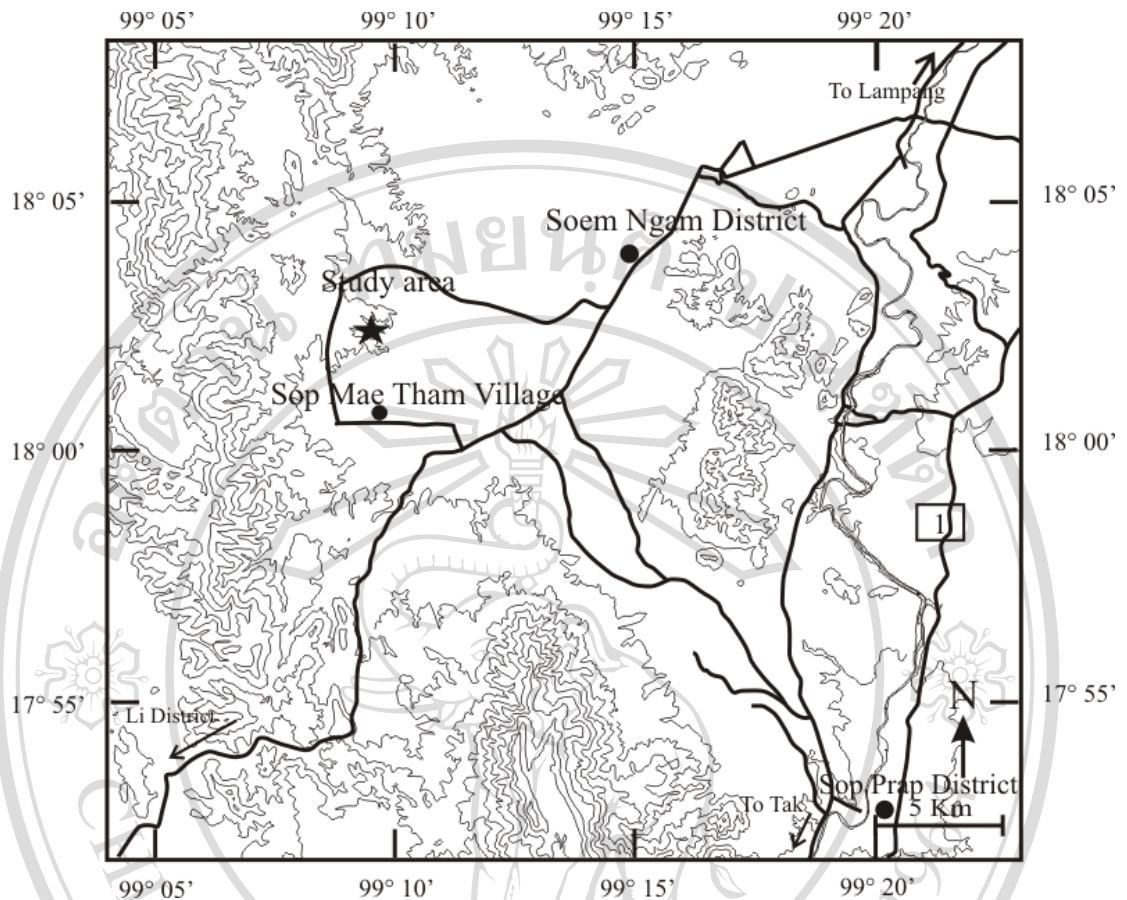 99° 05’ 99° 10’ 99° 15’ 99° 20’
To Lampang
18° 05’ 18° 05’
Soem Ngam District
Study area
Sop Mae Tham Village
18° 00’ 18° 00’
1
17° 55’ 17° 55’
N
Li District
Sop Prap District
To Tak
5 Km
99° 05’ 99° 10’ 99° 15’ 99° 20’